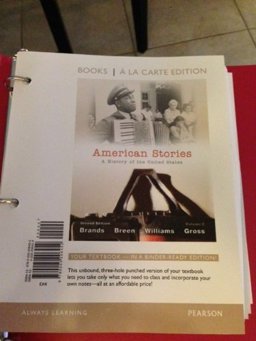 BOOKS | À LA CARTE EDITION
American Stories
A History of the United States
Second Edition
Brands Breen Williams Gross
YOUR TEXTBOOK — IN A BINDER-READY EDITION!
This unbound, three-hole punched version of your textbook
lets you take only what you need to class and incorporate your
own notes—all at an affordable price!
ALWAYS LEARNING
PEARSON